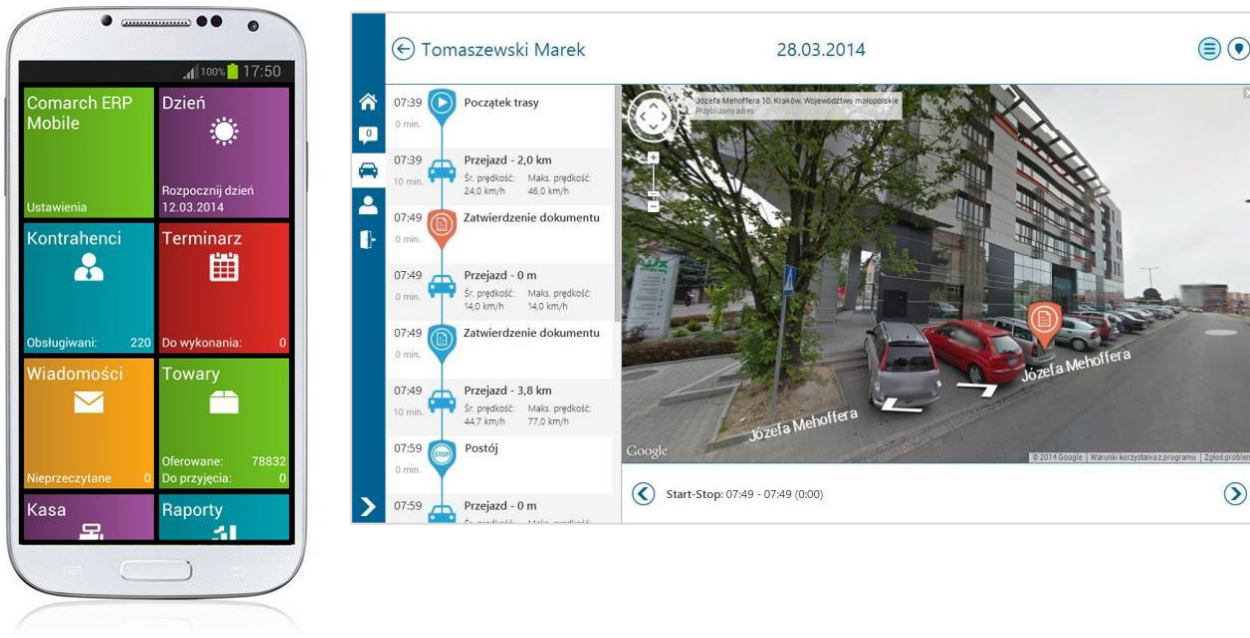 100% 17:50
Comarch ERP
Mobile
Ustawienia
Dzień
Rozpocznij dzień
12.03.2014
Kontrahenci
Obsługiwani: 220
Terminarz
Do wykonania: 0
Wiadomości
Nieprzeczytane 0
Towary
Oferowane: 78832
Do przyjęcia: 0
Kasa
Raporty
Tomaszewski Marek
28.03.2014
0
07:39 Początek trasy
0 min.
07:39 Przejazd - 2,0 km
10 min. Śr. prędkość: Maks. prędkość:
24,0 km/h 46,0 km/h
07:49 Zatwierdzenie dokumentu
0 min.
07:49 Przejazd - 0 m
0 min. Śr. prędkość: Maks. prędkość:
14,0 km/h 14,0 km/h
07:49 Zatwierdzenie dokumentu
0 min.
07:49 Przejazd - 3,8 km
10 min. Śr. prędkość: Maks. prędkość:
44,7 km/h 77,0 km/h
07:59 STOP Postój
0 min.
07:59 Przejazd - 0 m
Józefa Mehoffera 10, Kraków, Województwo małopolskie
Przybliżony adres
Józefa Mehoffera
Józefa Mehoffera
Google
© 2014 Google Warunki korzystania z programu Zgłoś problem
Start-Stop: 07:49 - 07:49 (0:00)